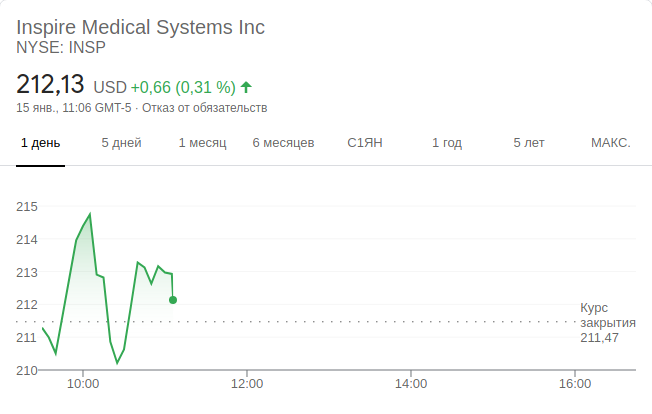 Inspire Medical Systems Inc
NYSE: INSP
212,13 USD +0,66 (0,31 %)
15 янв., 11:06 GMT-5 · Отказ от обязательств
1 день 5 дней 1 месяц 6 месяцев С1ЯН 1 год 5 лет МАКС.
215
214
213
212
Курс
закрытия
211
211,47
210
10:00 12:00 14:00 16:00